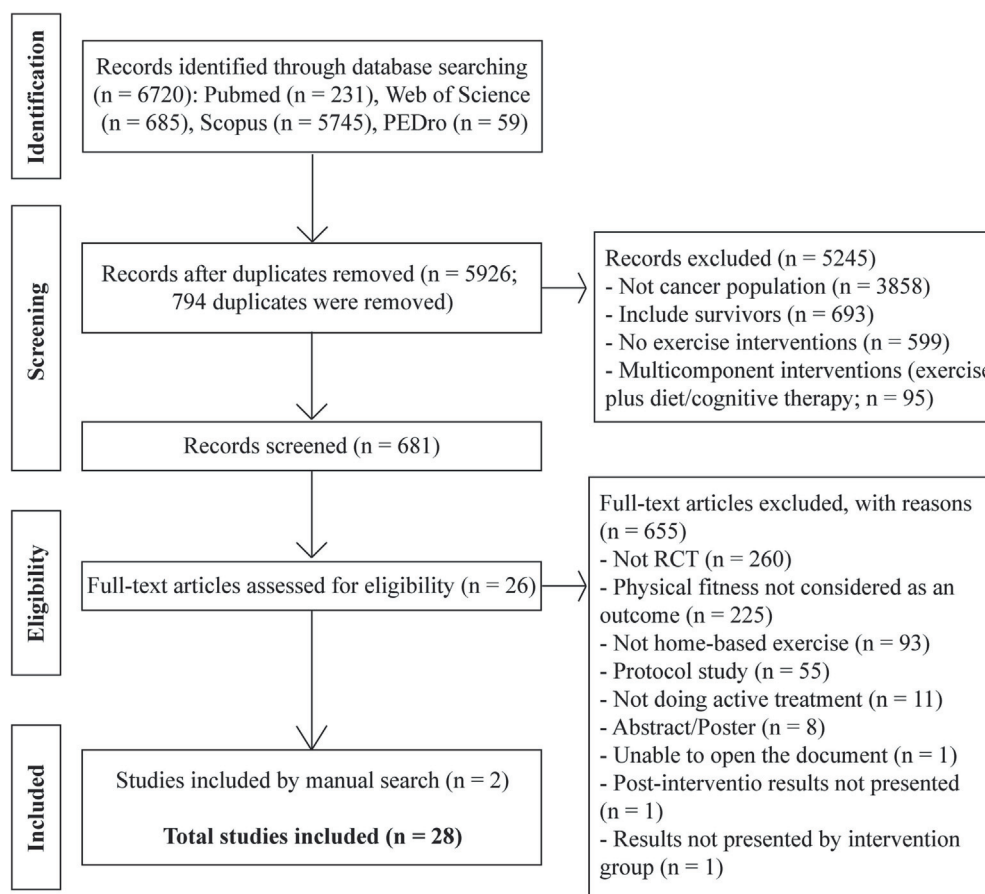 Identification
Records identified through database searching
(n = 6720): Pubmed (n = 231), Web of Science
(n = 685), Scopus (n = 5745), PEDro (n = 59)
Screening
Records after duplicates removed (n = 5926;
794 duplicates were removed)
Records excluded (n = 5245)
- Not cancer population (n = 3858)
- Include survivors (n = 693)
- No exercise interventions (n = 599)
- Multicomponent interventions (exercise
plus diet/cognitive therapy; n = 95)
Records screened (n = 681)
Eligibility
Full-text articles assessed for eligibility (n = 26)
Full-text articles excluded, with reasons
(n = 655)
- Not RCT (n = 260)
- Physical fitness not considered as an
outcome (n = 225)
- Not home-based exercise (n = 93)
- Protocol study (n = 55)
- Not doing active treatment (n = 11)
- Abstract/Poster (n = 8)
- Unable to open the document (n = 1)
- Post-interventio results not presented
(n = 1)
- Results not presented by intervention
group (n = 1)
Included
Studies included by manual search (n = 2)
Total studies included (n = 28)